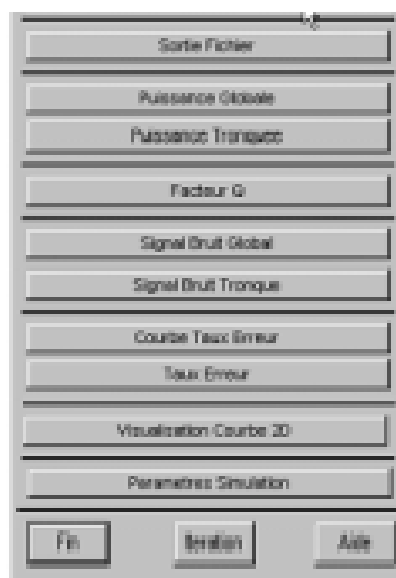 Sortie Fichier
Puissance Globale
Puissance Tronquee
Facteur Q
Signal Bruit Global
Signal Bruit Tronque
Courbe Taux Erreur
Taux Erreur
Visualisation Courbe 2D
Parametres Simulation
Fin Iteration Aide